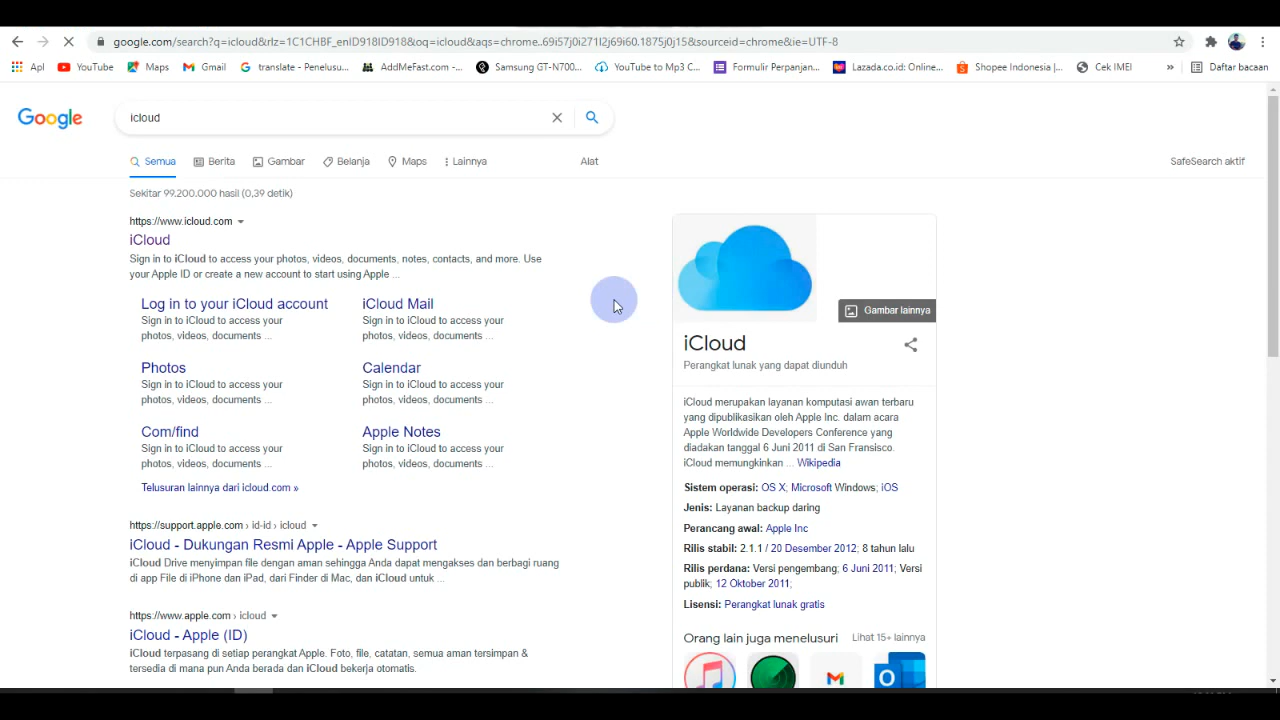 google.com/search?q=icloud&rlz=1C1CHBF_enID918ID918&oq=icloud&aqs=chrome..69i57j0i271l2j69i60.1875j0j15&sourceid=chrome&ie=UTF-8
Apl YouTube Maps Gmail translate - Penelusu... AddMeFast.com -... Samsung GT-N700... YouTube to Mp3 C... Formulir Perpanjan... Lazada.co.id: Online... Shopee Indonesia |... Cek IMEI » Daftar bacaan
Google
icloud
Semua Berita Gambar Belanja Maps Lainnya Alat SafeSearch aktif
Sekitar 99.200.000 hasil (0,39 detik)
https://www.icloud.com
iCloud
Sign in to iCloud to access your photos, videos, documents, notes, contacts, and more. Use
your Apple ID or create a new account to start using Apple ...
Log in to your iCloud account
Sign in to iCloud to access your
photos, videos, documents ...
iCloud Mail
Sign in to iCloud to access your
photos, videos, documents ...
Photos
Sign in to iCloud to access your
photos, videos, documents ...
Calendar
Sign in to iCloud to access your
photos, videos, documents ...
Com/find
Sign in to iCloud to access your
photos, videos, documents ...
Apple Notes
Sign in to iCloud to access your
photos, videos, documents ...
Telusuran lainnya dari icloud.com »
https://support.apple.com › id-id › icloud
iCloud - Dukungan Resmi Apple - Apple Support
iCloud Drive menyimpan file dengan aman sehingga Anda dapat mengakses dan berbagi ruang
di app File di iPhone dan iPad, dari Finder di Mac, dan iCloud untuk ...
https://www.apple.com › icloud
iCloud - Apple (ID)
iCloud terpasang di setiap perangkat Apple. Foto, file, catatan, semua aman tersimpan &
tersedia di mana pun Anda berada dan iCloud bekerja otomatis.
Gambar lainnya
iCloud
Perangkat lunak yang dapat diunduh
iCloud merupakan layanan komputasi awan terbaru
yang dipublikasikan oleh Apple Inc. dalam acara
Apple Worldwide Developers Conference yang
diadakan tanggal 6 Juni 2011 di San Fransisco.
iCloud memungkinkan ... Wikipedia
Sistem operasi: OS X; Microsoft Windows; iOS
Jenis: Layanan backup daring
Perancang awal: Apple Inc
Rilis stabil: 2.1.1 / 20 Desember 2012; 8 tahun lalu
Rilis perdana: Versi pengembang; 6 Juni 2011; Versi
publik; 12 Oktober 2011;
Lisensi: Perangkat lunak gratis
Orang lain juga menelusuri Lihat 15+ lainnya